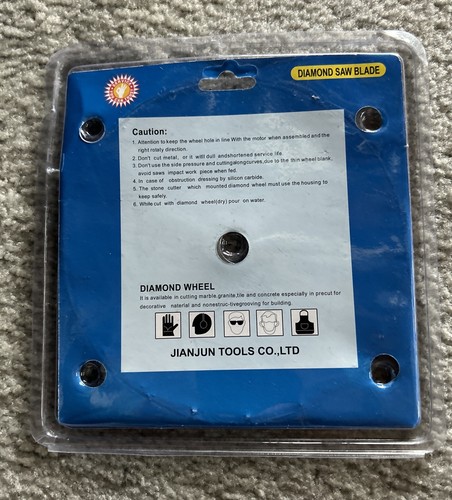 DIAMOND SAW BLADE
Caution:
1. Attention to keep the wheel hole in line With the motor when assembled and the
right rotaty direction.
2. Don't cut metal, or it will dull andshortened service life.
3. Don't use the side pressure and cuttingalongcurves,due to the thin wheel blank.
avoid saws impact work piece when fed.
4. In case of obstruction dressing by silicon carbide.
5. The stone cutter which mounted diamond wheel must use the housing to
keep safely.
6. While cut with diamond wheel(dry) pour on water.
DIAMOND WHEEL
It is available in cutting marble,granite,tile and concrete especially in precut for
decorative naterial and nonestruc-tivegrooving for building.
JIANJUN TOOLS CO.,LTD